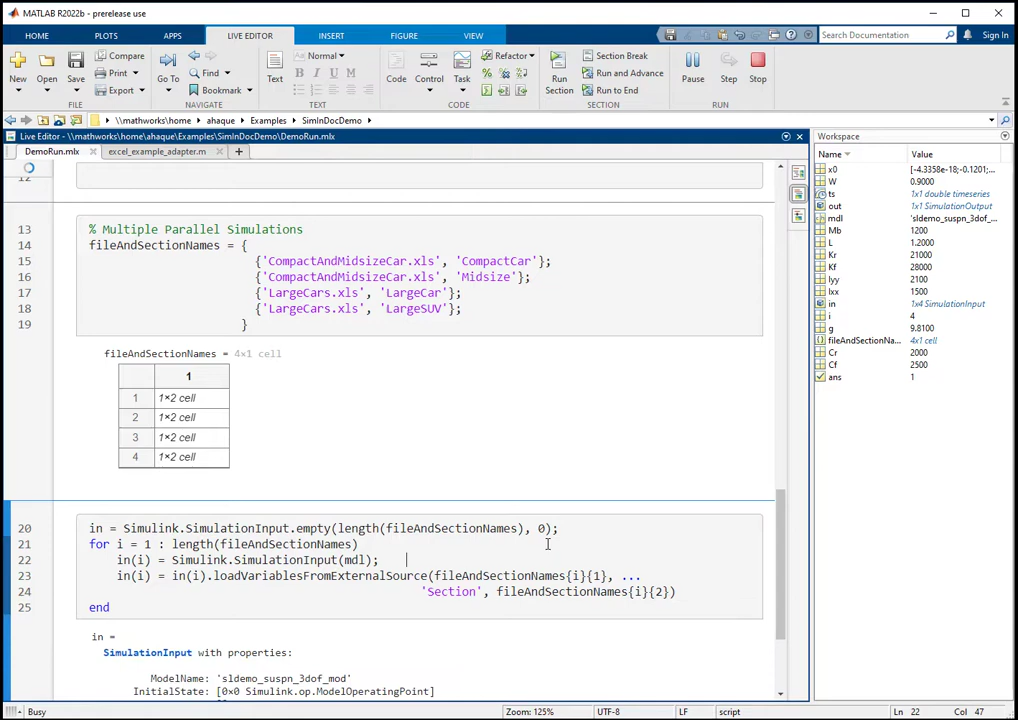 MATLAB R2022b - prerelease use
HOME PLOTS APPS LIVE EDITOR INSERT FIGURE VIEW
Search Documentation
Sign In
New Open Save
Compare
Print
Export
FILE
Go To
Find
Bookmark
NAVIGATE
Text
Normal
B I U M
TEXT
Code Control Task
Refactor
CODE
Run Section
Section Break
Run and Advance
Run to End
SECTION
Pause Step Stop
RUN
\\mathworks\home ▸ ahaque ▸ Examples ▸ SimInDocDemo ▸
Live Editor - \\mathworks\home\ahaque\Examples\SimInDocDemo\DemoRun.mlx
DemoRun.mlx excel_example_adapter.m
12
13 % Multiple Parallel Simulations
14 fileAndSectionNames = {
15 {'CompactAndMidsizeCar.xls', 'CompactCar'};
16 {'CompactAndMidsizeCar.xls', 'Midsize'};
17 {'LargeCars.xls', 'LargeCar'};
18 {'LargeCars.xls', 'LargeSUV'};
19 }
fileAndSectionNames = 4×1 cell
1
1 1×2 cell
2 1×2 cell
3 1×2 cell
4 1×2 cell
20 in = Simulink.SimulationInput.empty(length(fileAndSectionNames), 0);
21 for i = 1 : length(fileAndSectionNames)
22 in(i) = Simulink.SimulationInput(mdl);
23 in(i) = in(i).loadVariablesFromExternalSource(fileAndSectionNames{i}{1}, ...
24 'Section', fileAndSectionNames{i}{2})
25 end
in =
SimulationInput with properties:
ModelName: 'sldemo_suspn_3dof_mod'
InitialState: [0×0 Simulink.op.ModelOperatingPoint]
Workspace
Name Value
x0 [-4.3358e-18;-0.1201;...
W 0.9000
ts 1x1 double timeseries
out 1x1 SimulationOutput
mdl 'sldemo_suspn_3dof_...
Mb 1200
L 1.2000
Kr 21000
Kf 28000
Iyy 2100
Ixx 1500
in 1x4 SimulationInput
i 4
g 9.8100
fileAndSectionNa... 4x1 cell
Cr 2000
Cf 2500
ans 1
Busy
Zoom: 125% UTF-8 LF script Ln 22 Col 47